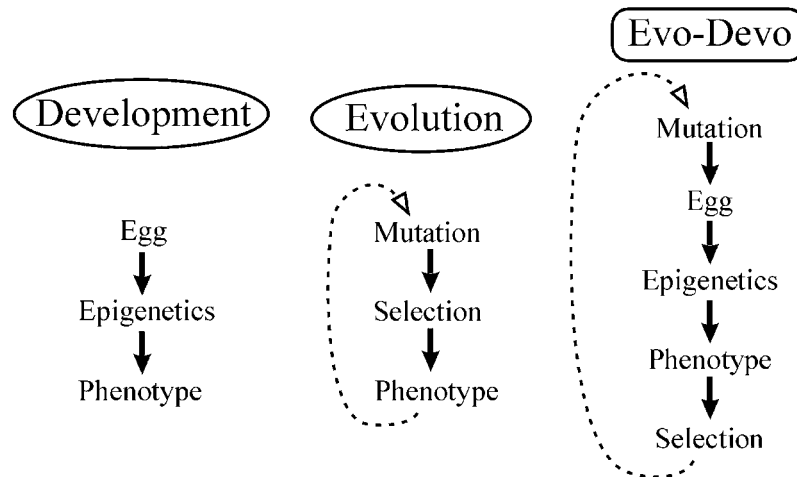 Development
Egg
Epigenetics
Phenotype
Evolution
Mutation
Selection
Phenotype
Evo-Devo
Mutation
Egg
Epigenetics
Phenotype
Selection